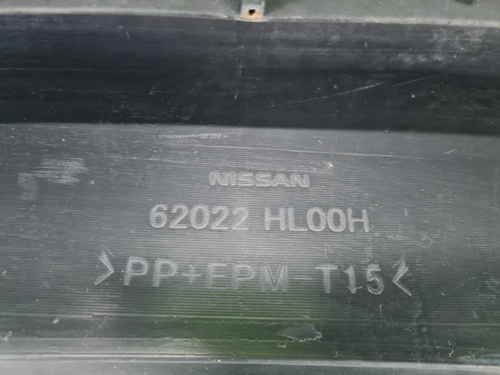 NISSAN
62022 HL00H
>PP+EPM T15<